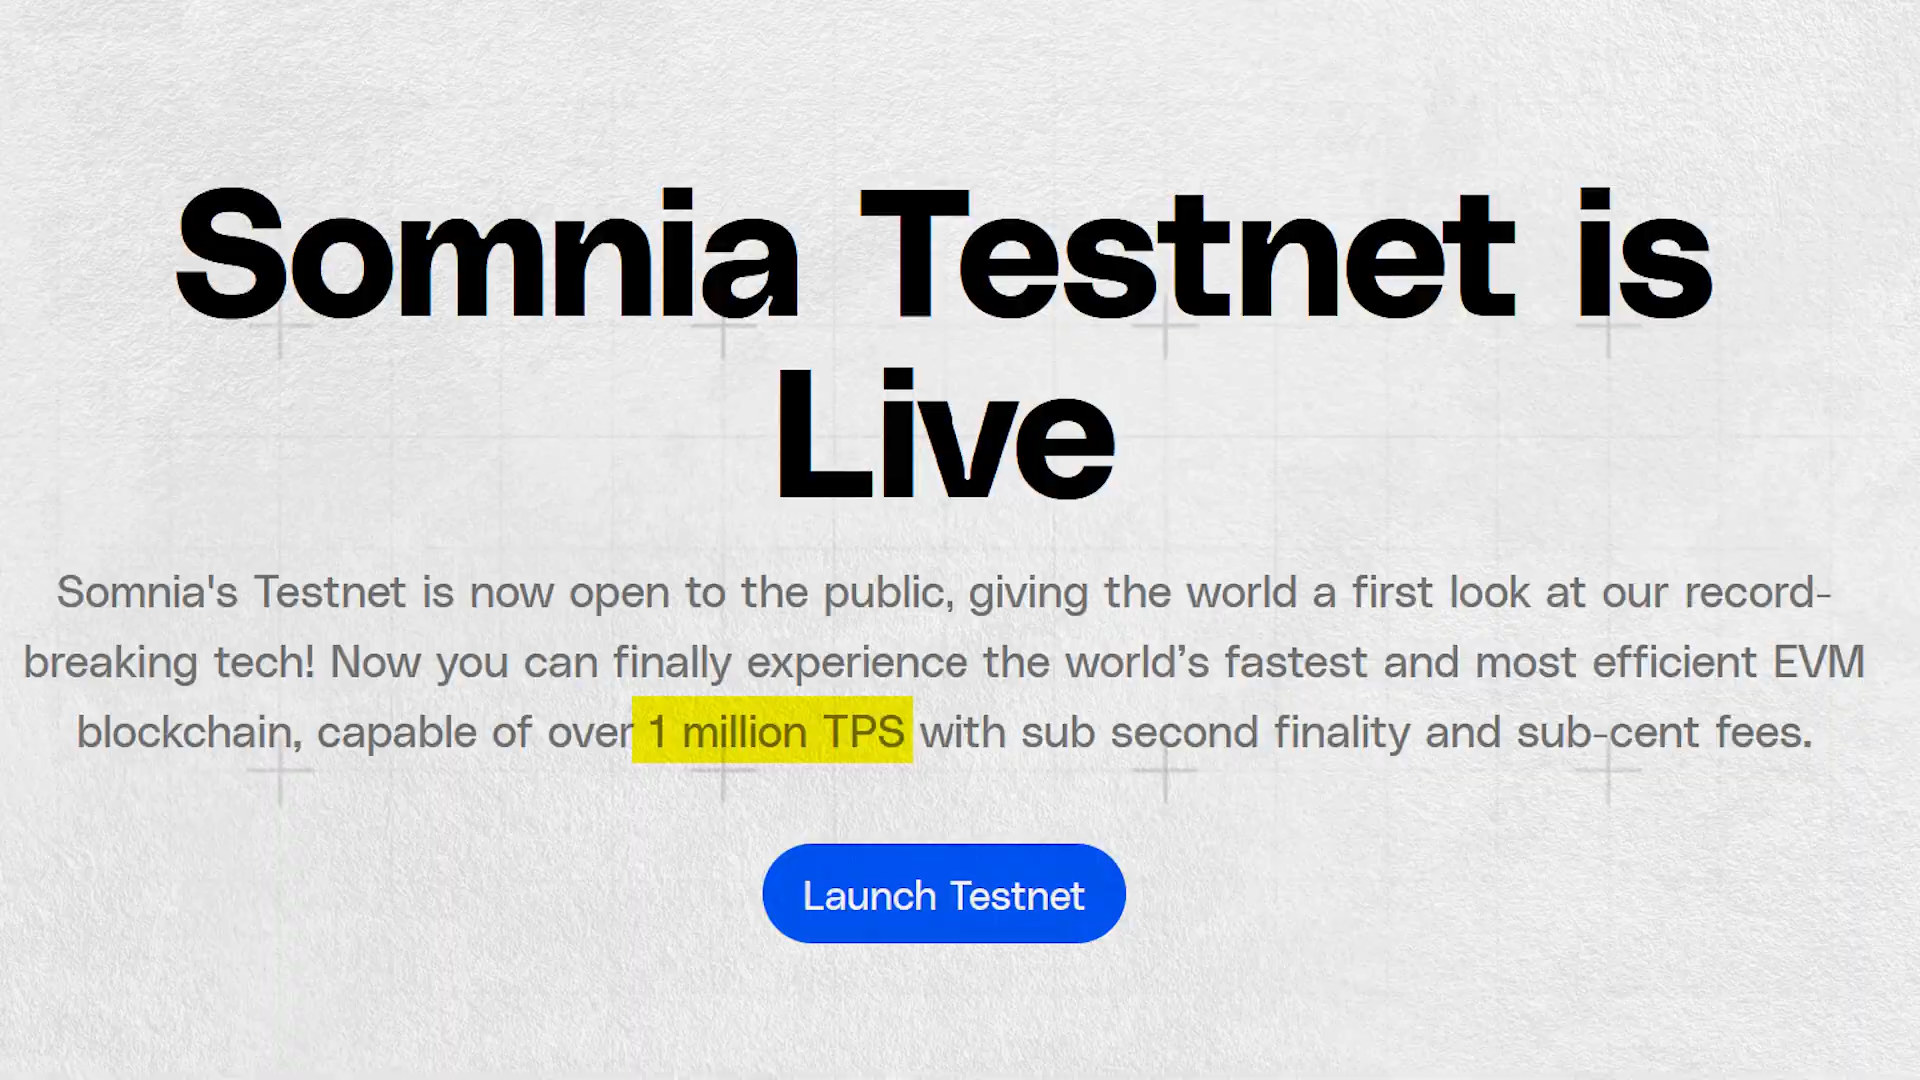 Somnia Testnet is
Live
Somnia's Testnet is now open to the public, giving the world a first look at our record-
breaking tech! Now you can finally experience the world’s fastest and most efficient EVM
blockchain, capable of over 1 million TPS with sub second finality and sub-cent fees.
Launch Testnet